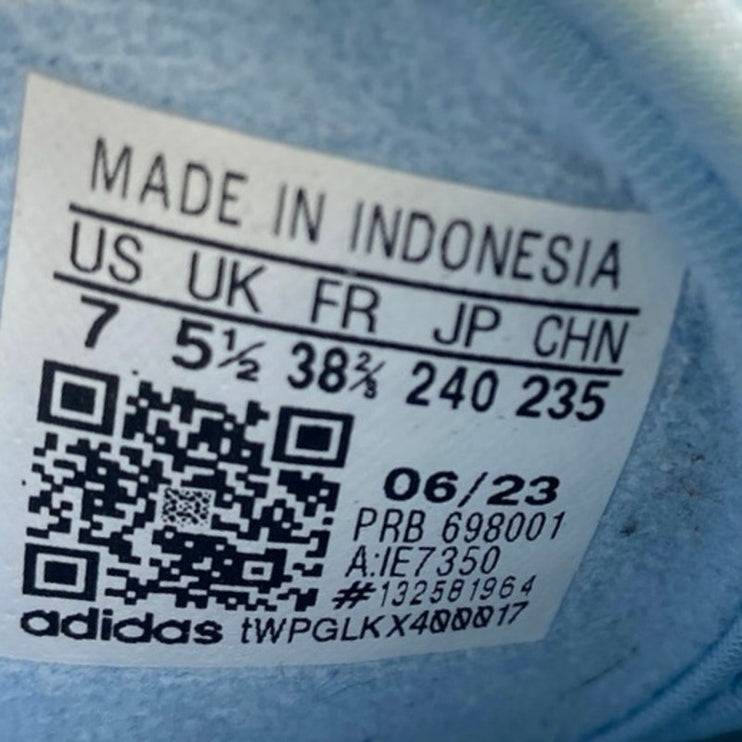 MADE IN INDONESIA
US UK FR JP CHN
7 5½ 38⅔ 240 235
06/23
PRB 698001
A:IE7350
#132581964
adidas tWPGLKX400017